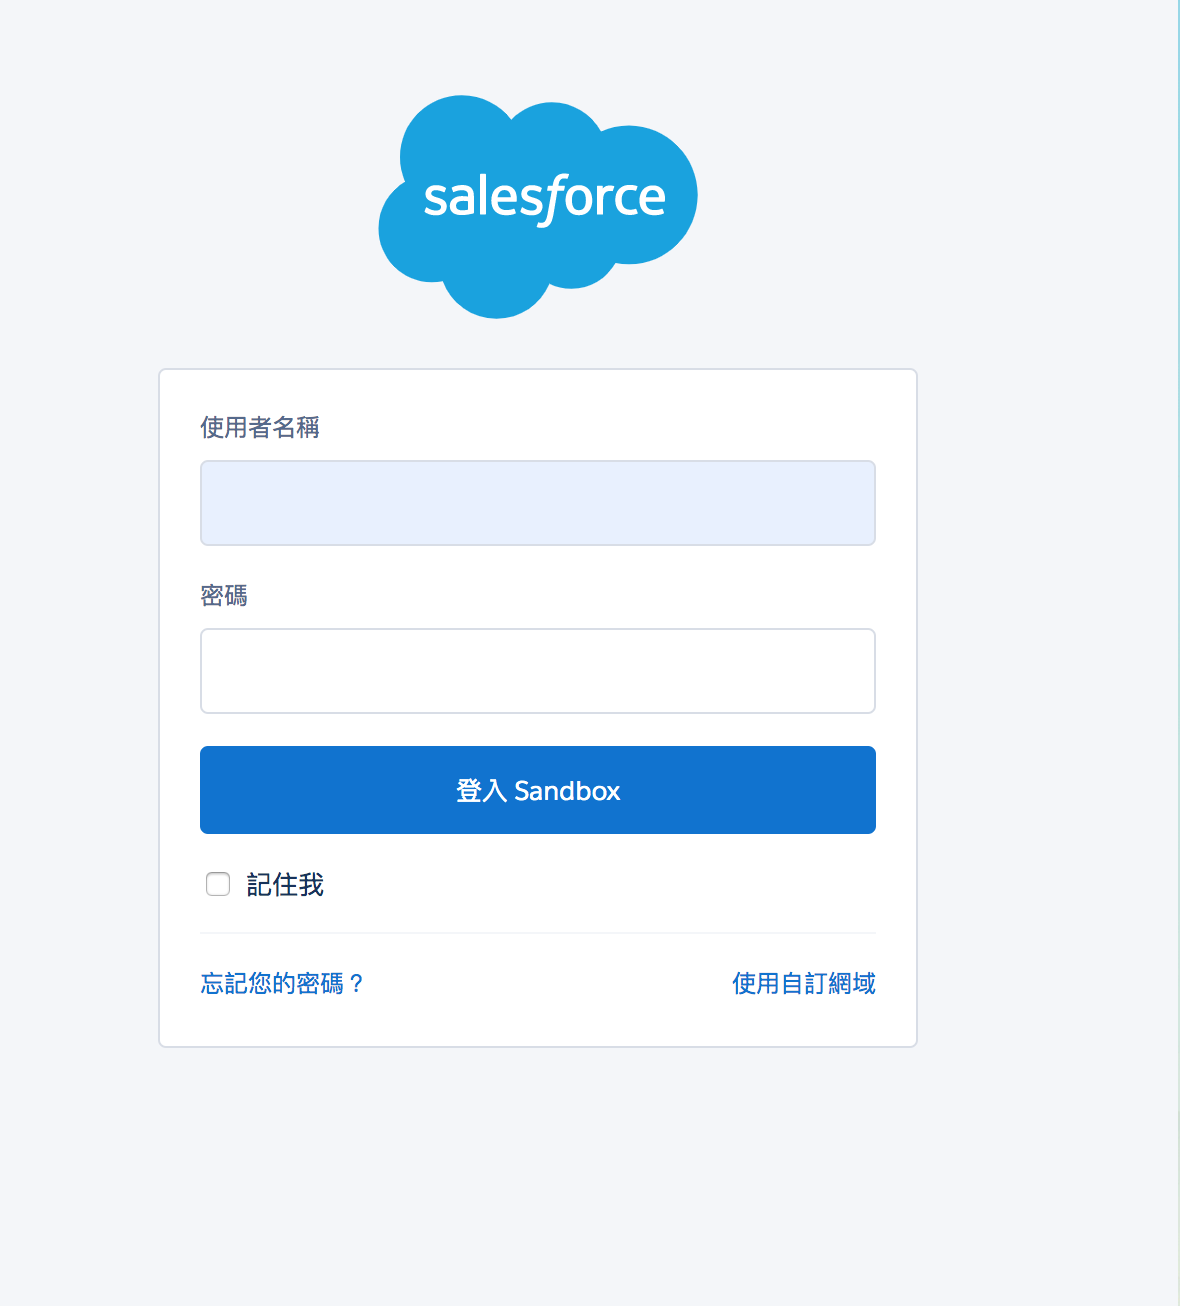 salesforce
使用者名稱
密碼
登入 Sandbox
記住我
忘記您的密碼？
使用自訂網域